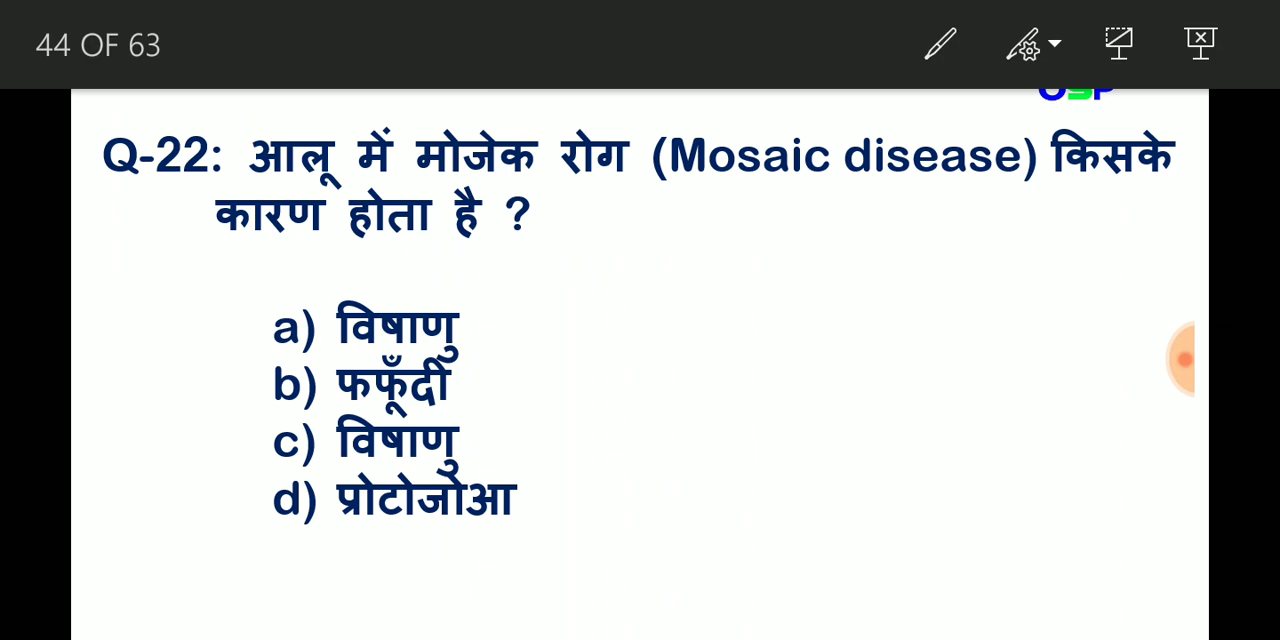 44 OF 63
Q-22: आलू में मोजेक रोग (Mosaic disease) किसके
कारण होता है ?
a) विषाणु
b) फफूँदी
c) विषाणु
d) प्रोटोजोआ